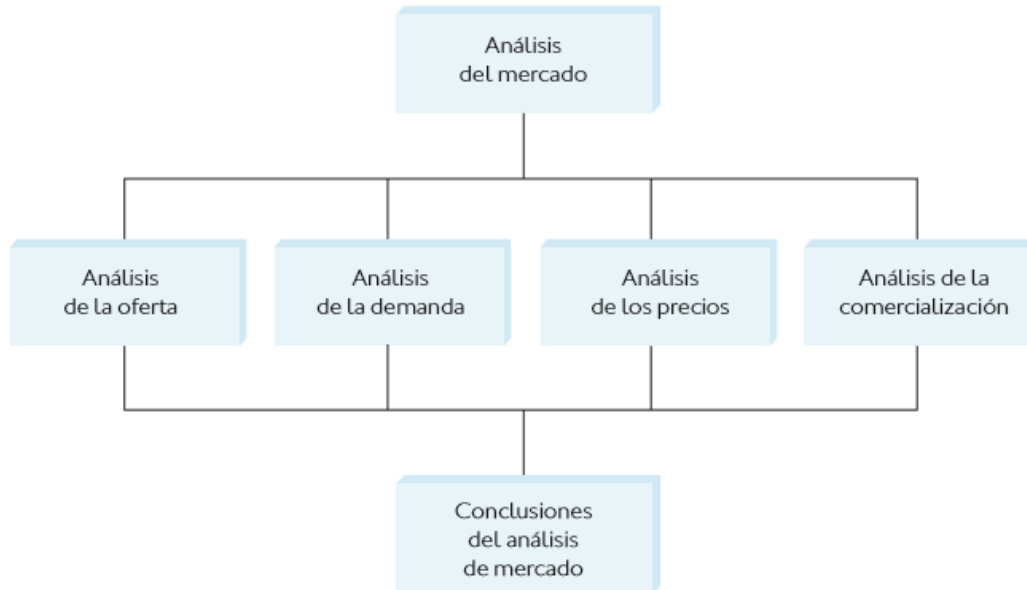 Análisis
del mercado
Análisis
de la oferta
Análisis
de la demanda
Análisis
de los precios
Análisis de la
comercialización
Conclusiones
del análisis
de mercado